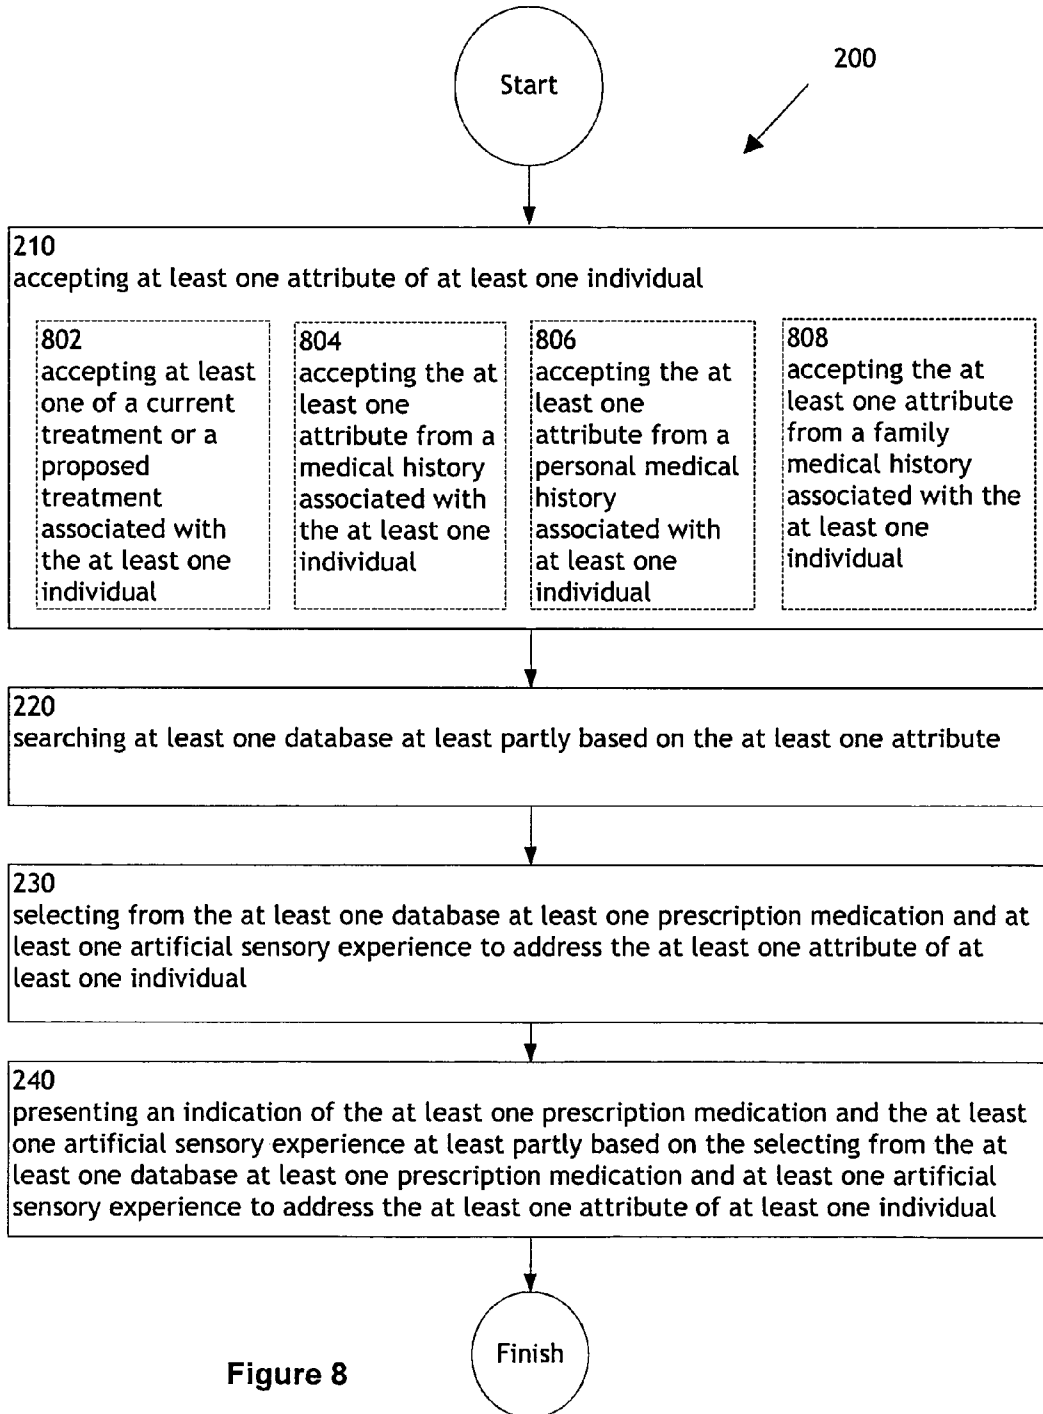 Start
200
210
accepting at least one attribute of at least one individual
802
accepting at least
one of a current
treatment or a
proposed
treatment
associated with
the at least one
individual
804
accepting the at
least one
attribute from a
medical history
associated with
the at least one
individual
806
accepting the at
least one
attribute from a
personal medical
history
associated with
at least one
individual
808
accepting the at
least one attribute
from a family
medical history
associated with the
at least one
individual
220
searching at least one database at least partly based on the at least one attribute
230
selecting from the at least one database at least one prescription medication and at
least one artificial sensory experience to address the at least one attribute of at
least one individual
240
presenting an indication of the at least one prescription medication and the at least
one artificial sensory experience at least partly based on the selecting from the at
least one database at least one prescription medication and at least one artificial
sensory experience to address the at least one attribute of at least one individual
Finish
Figure 8